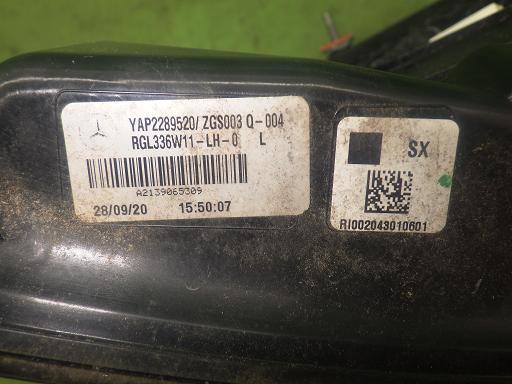 YAP2289520/ZGS003 Q-004
RGL336W11-LH-0 L
A2139065309
28/09/20 15:50:07
SX
RI002043010601